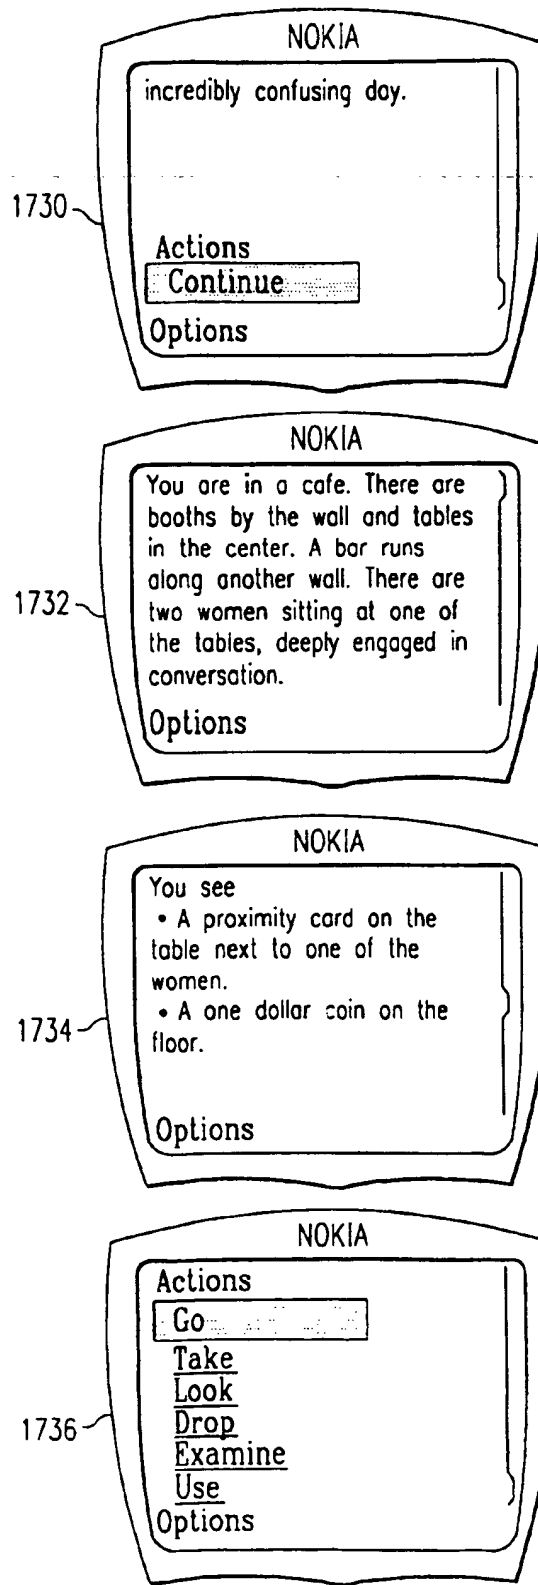 NOKIA
incredibly confusing day.
1730
Actions
Continue
Options
NOKIA
You are in a cafe. There are
booths by the wall and tables
in the center. A bar runs
along another wall. There are
1732
two women sitting at one of
the tables, deeply engaged in
conversation.
Options
NOKIA
You see
• A proximity card on the
table next to one of the
women.
• A one dollar coin on the
1734
floor.
Options
NOKIA
Actions
Go
Take
Look
Drop
1736
Examine
Use
Options